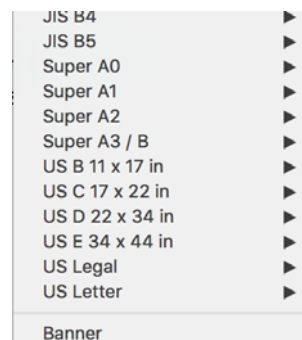 JIS B4
JIS B5
Super A0
Super A1
Super A2
Super A3 / B
US B 11 x 17 in
US C 17 x 22 in
US D 22 x 34 in
US E 34 x 44 in
US Legal
US Letter
Banner